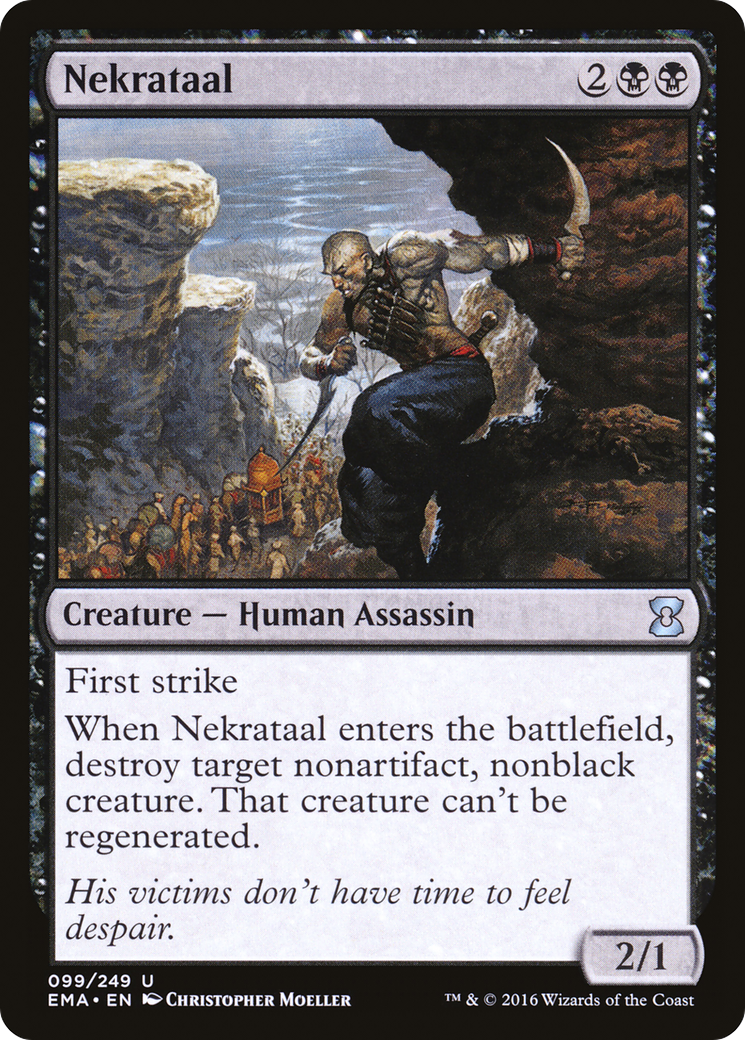 Nekrataal 2
Creature — Human Assassin
First strike
When Nekrataal enters the battlefield,
destroy target nonartifact, nonblack
creature. That creature can't be
regenerated.
His victims don't have time to feel
despair.
2/1
099/249 U
EMA • EN Christopher Moeller
™ & © 2016 Wizards of the Coast